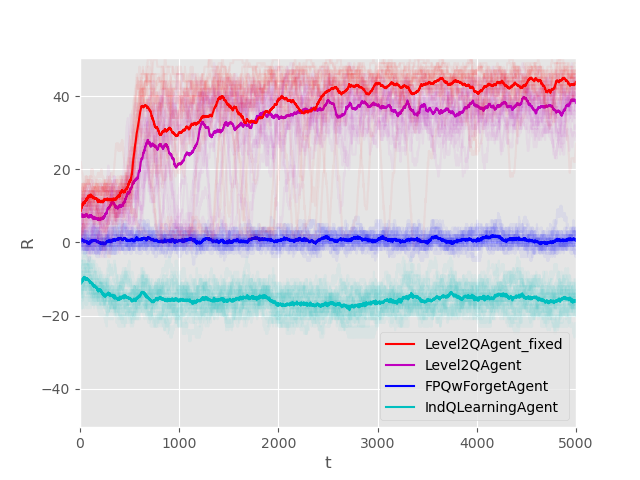 R
40
20
0
−20
−40
Level2QAgent_fixed
Level2QAgent
FPQwForgetAgent
IndQLearningAgent
0 1000 2000 3000 4000 5000
t